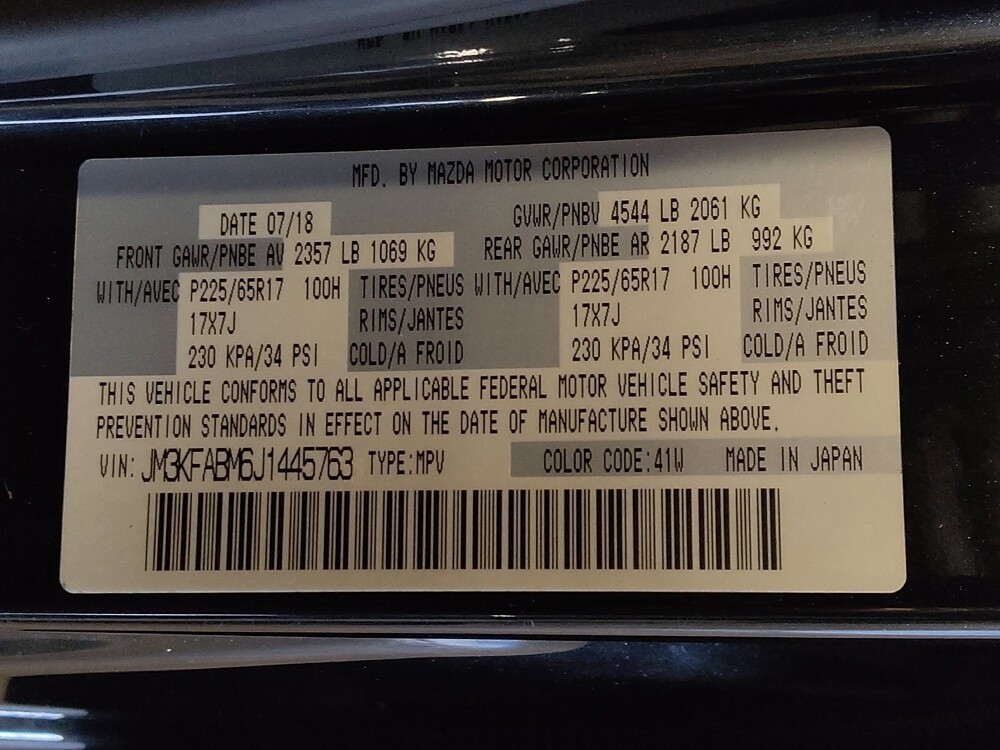 MFD. BY MAZDA MOTOR CORPORATION
DATE 07/18 GVWR/PNBV 4544 LB 2061 KG
FRONT GAWR/PNBE AV 2357 LB 1069 KG REAR GAWR/PNBE AR 2187 LB 992 KG
WITH/AVEC P225/65R17 100H TIRES/PNEUS WITH/AVEC P225/65R17 100H TIRES/PNEUS
17X7J RIMS/JANTES 17X7J RIMS/JANTES
230 KPA/34 PSI COLD/A FROID 230 KPA/34 PSI COLD/A FROID
THIS VEHICLE CONFORMS TO ALL APPLICABLE FEDERAL MOTOR VEHICLE SAFETY AND THEFT
PREVENTION STANDARDS IN EFFECT ON THE DATE OF MANUFACTURE SHOWN ABOVE.
VIN: JM3KFABM6J1445763 TYPE:MPV COLOR CODE:41W MADE IN JAPAN